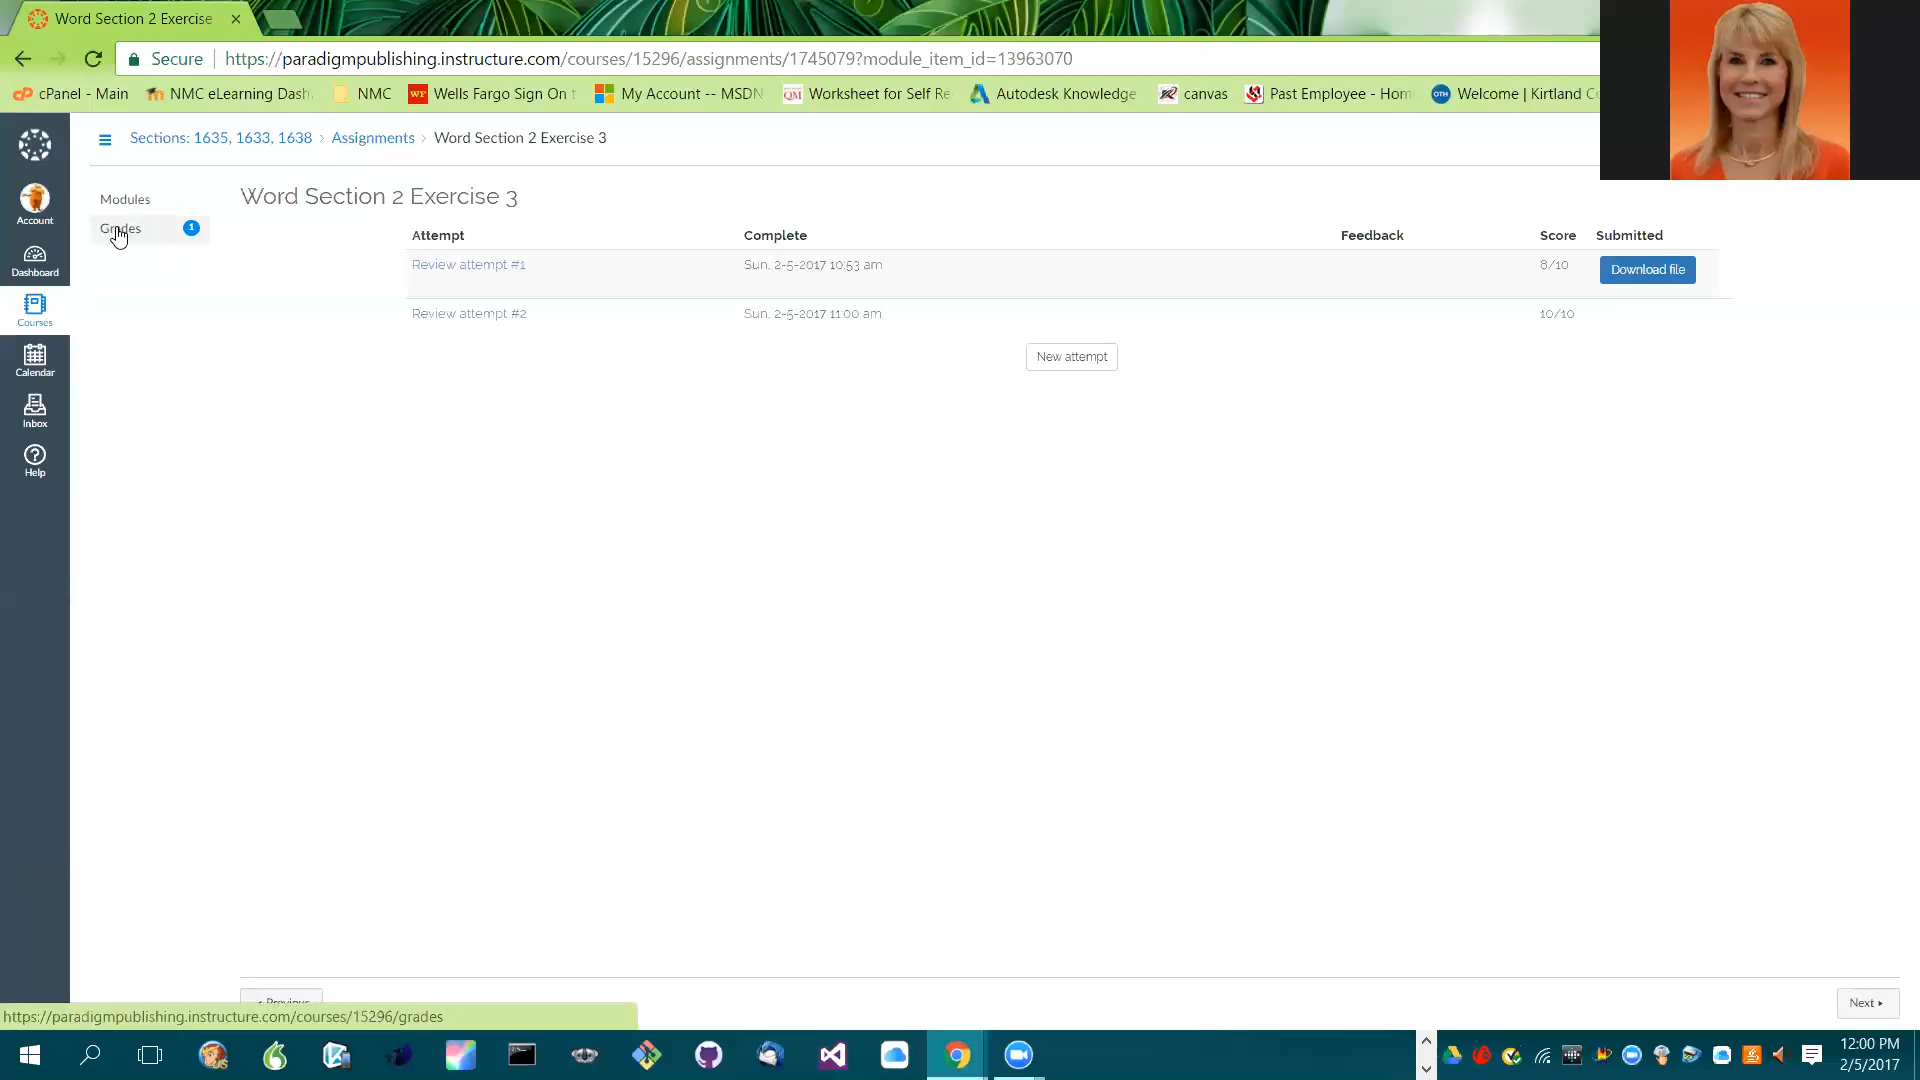 Word Section 2 Exercise
Secure
https://paradigmpublishing.instructure.com/courses/15296/assignments/1745079?module_item_id=13963070
cPanel - Main
NMC eLearning Dash
NMC
Wells Fargo Sign On
My Account -- MSDN
Worksheet for Self Re
Autodesk Knowledge
canvas
Past Employee - Hom
Welcome | Kirtland C
Sections: 1635, 1633, 1638 > Assignments > Word Section 2 Exercise 3
Account
Dashboard
Courses
Calendar
Inbox
Help
Modules
Grades 1
Word Section 2 Exercise 3
Attempt Complete Feedback Score Submitted
Review attempt #1 Sun, 2-5-2017 10:53 am 8/10 Download file
Review attempt #2 Sun, 2-5-2017 11:00 am 10/10
New attempt
Previous
Next
https://paradigmpublishing.instructure.com/courses/15296/grades
12:00 PM
2/5/2017